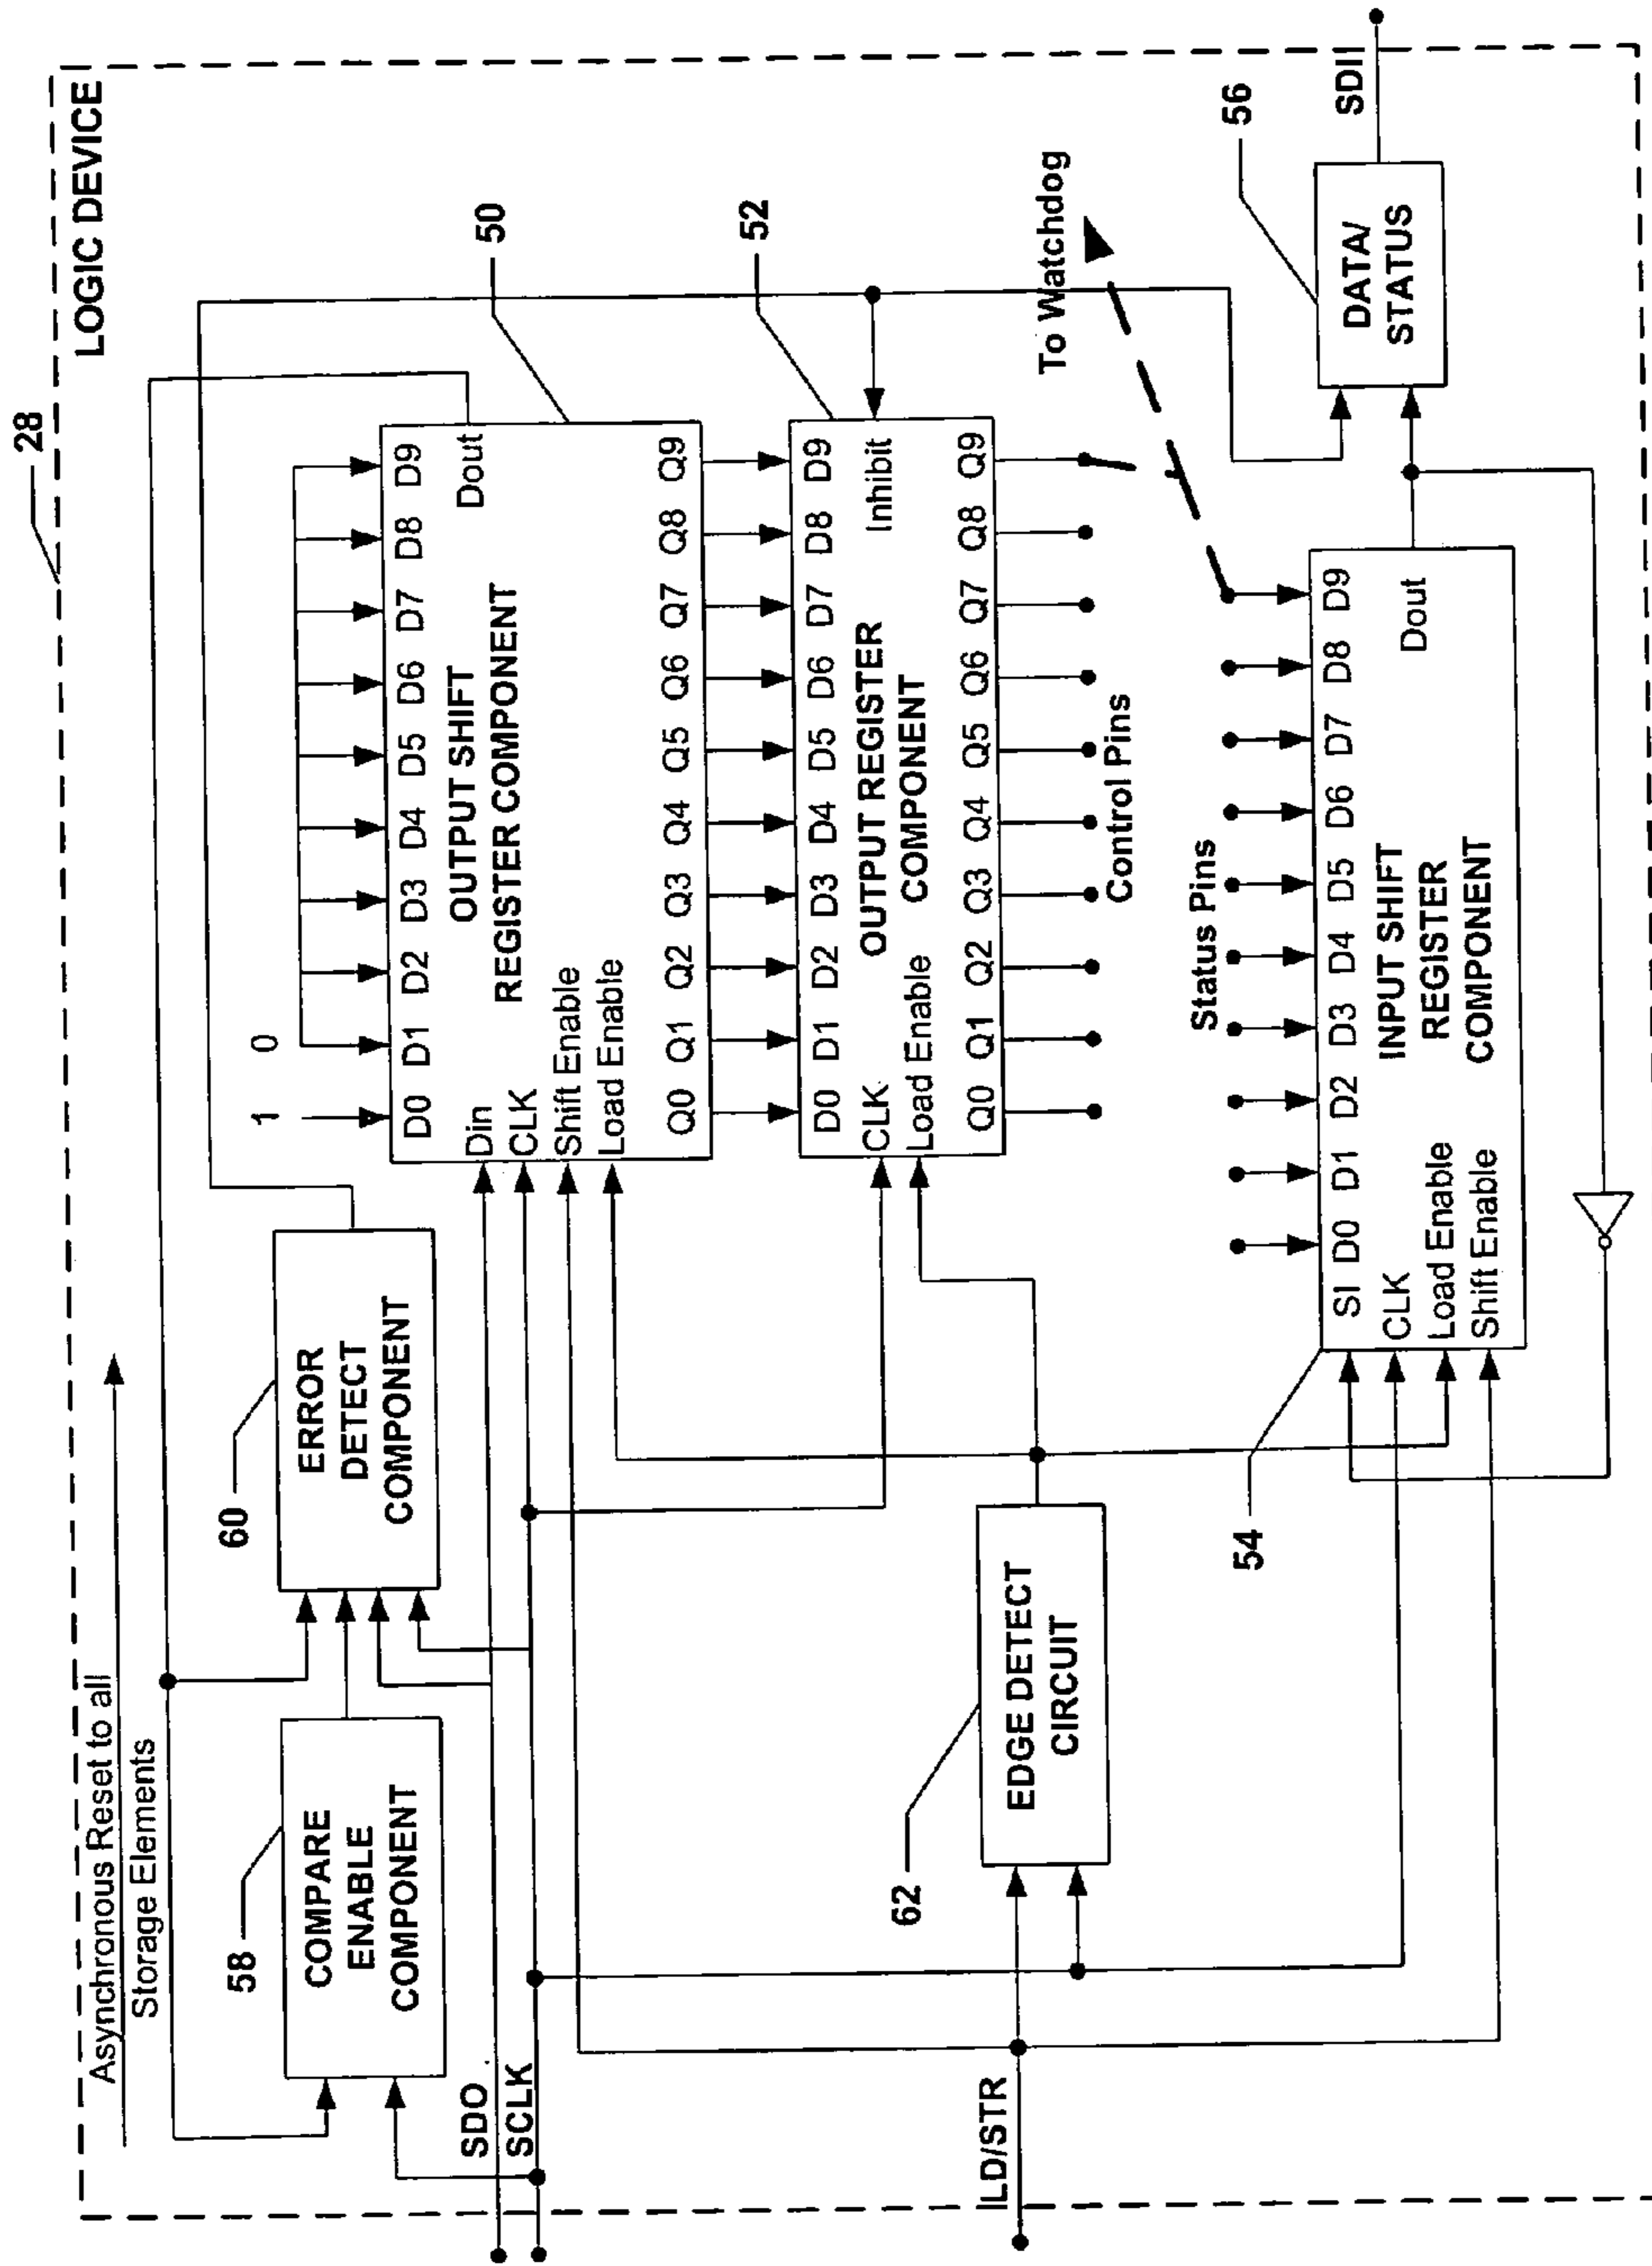 28
LOGIC DEVICE
Asynchronous Reset to all
Storage Elements
58
COMPARE
ENABLE
COMPONENT
60
ERROR
DETECT
COMPONENT
1
0
D0 D1 D2 D3 D4 D5 D6 D7 D8 D9
Din
CLK
Shift Enable
Load Enable
OUTPUT SHIFT
REGISTER COMPONENT
Dout
Q0 Q1 Q2 Q3 Q4 Q5 Q6 Q7 Q8 Q9
50
SDO
SCLK
D0 D1 D2 D3 D4 D5 D6 D7 D8 D9
CLK
Load Enable
OUTPUT REGISTER
COMPONENT
Inhibit
Q0 Q1 Q2 Q3 Q4 Q5 Q6 Q7 Q8 Q9
52
Control Pins
To Watchdog
62
EDGE DETECT
CIRCUIT
LD/STR
Status Pins
54
SI D0 D1 D2 D3 D4 D5 D6 D7 D8 D9
CLK
Load Enable
Shift Enable
INPUT SHIFT
REGISTER
COMPONENT
Dout
56
DATA/
STATUS
SDI